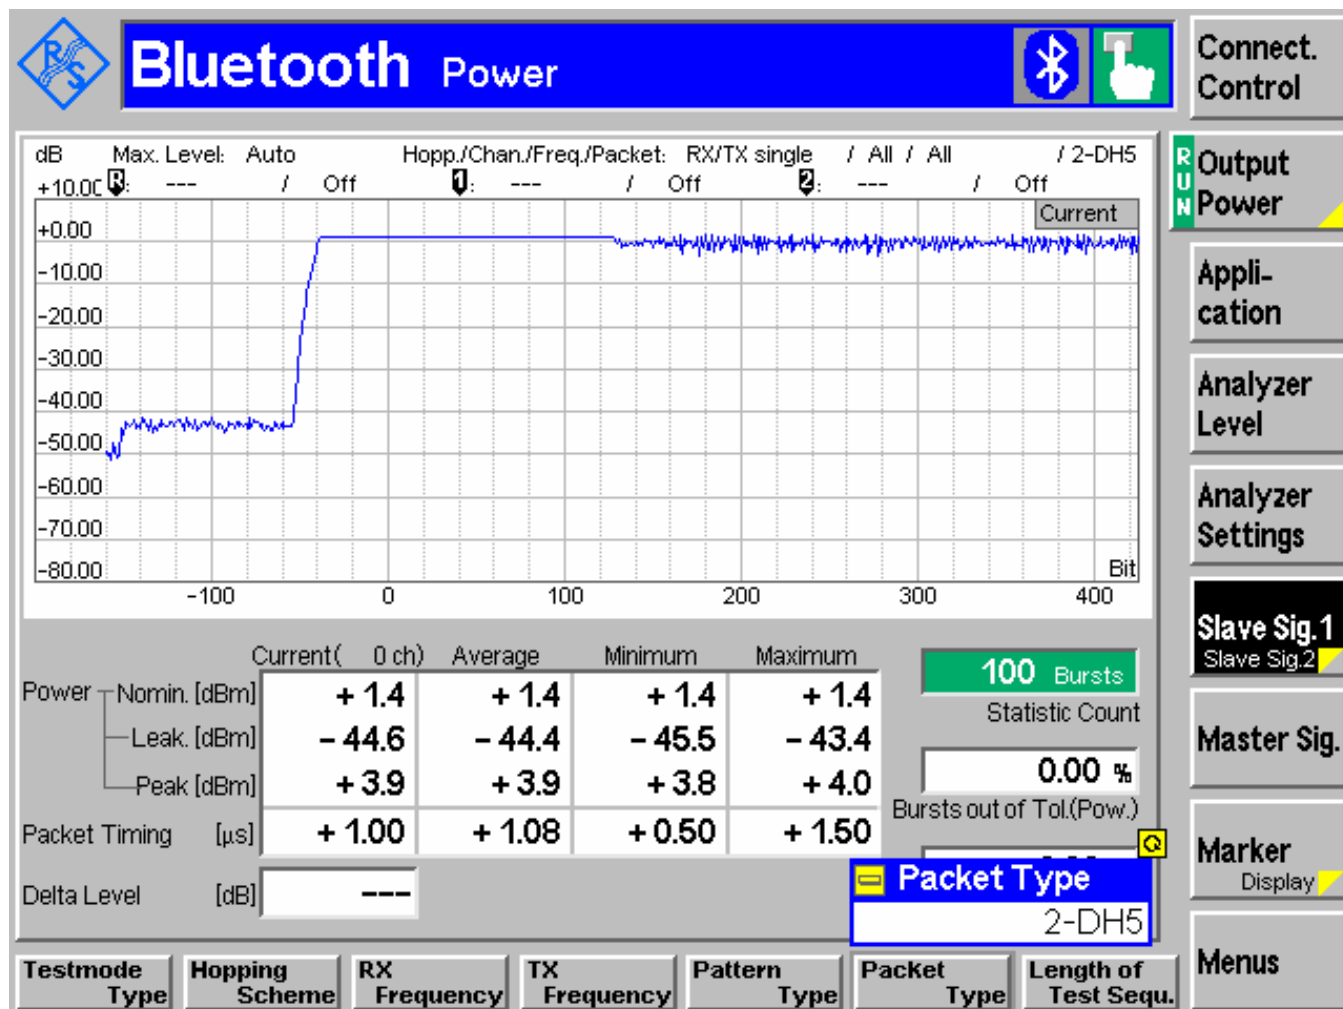 R S
Bluetooth Power
Connect. Control
dB Max. Level: Auto Hopp./Chan./Freq./Packet: RX/TX single / All / All / 2-DH5
R: --- / Off 1: --- / Off 2: --- / Off
Current
+10.00
+0.00
-10.00
-20.00
-30.00
-40.00
-50.00
-60.00
-70.00
-80.00
Bit
-100 0 100 200 300 400
RUN
Output Power
Appli-
cation
Analyzer Level
Analyzer Settings
Slave Sig.1
Slave Sig.2
Master Sig.
Marker
Display
Menus
Current( 0 ch) Average Minimum Maximum
Power Nomin. [dBm] + 1.4 + 1.4 + 1.4 + 1.4
Leak. [dBm] - 44.6 - 44.4 - 45.5 - 43.4
Peak [dBm] + 3.9 + 3.9 + 3.8 + 4.0
Packet Timing [µs] + 1.00 + 1.08 + 0.50 + 1.50
Delta Level [dB] ---
100 Bursts
Statistic Count
0.00 %
Bursts out of Tol.(Pow.)
Packet Type
2-DH5
Testmode Type
Hopping Scheme
RX Frequency
TX Frequency
Pattern Type
Packet Type
Length of Test Sequ.